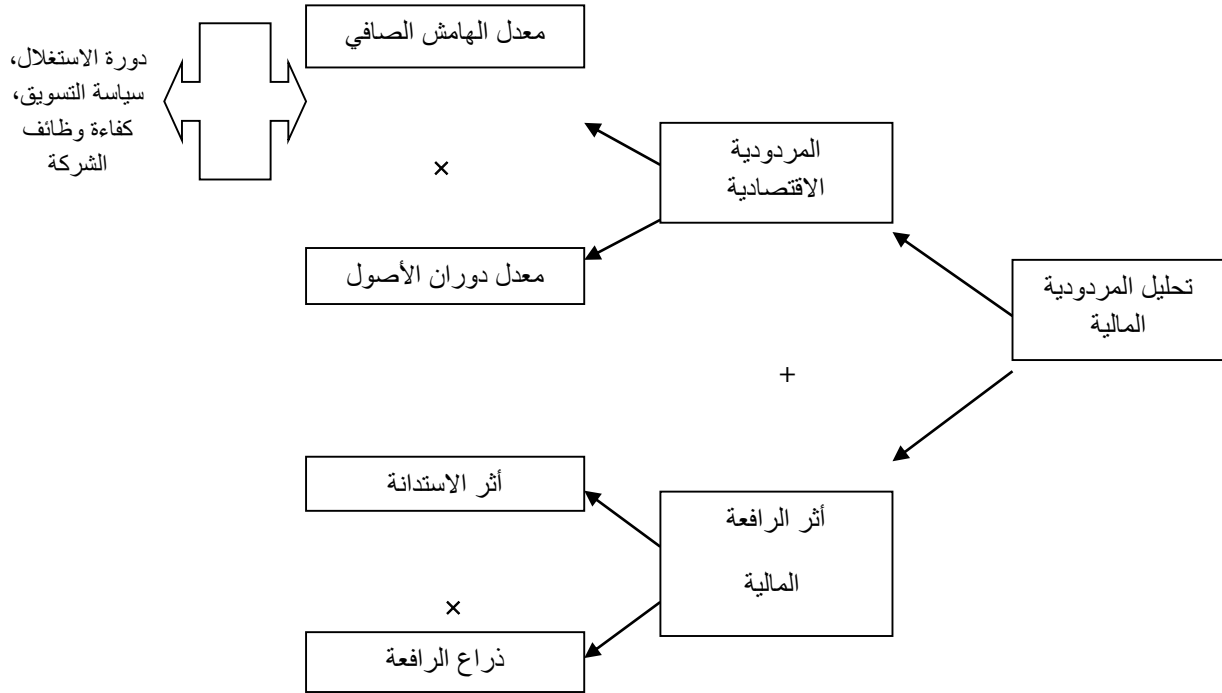 تحليل المردودية
المالية
المردودية
الاقتصادية
+
أثر الرافعة
المالية
معدل الهامش الصافي
×
معدل دوران الأصول
أثر الاستدانة
×
ذراع الرافعة
دورة الاستغلال،
سياسة التسويق،
كفاءة وظائف
الشركة